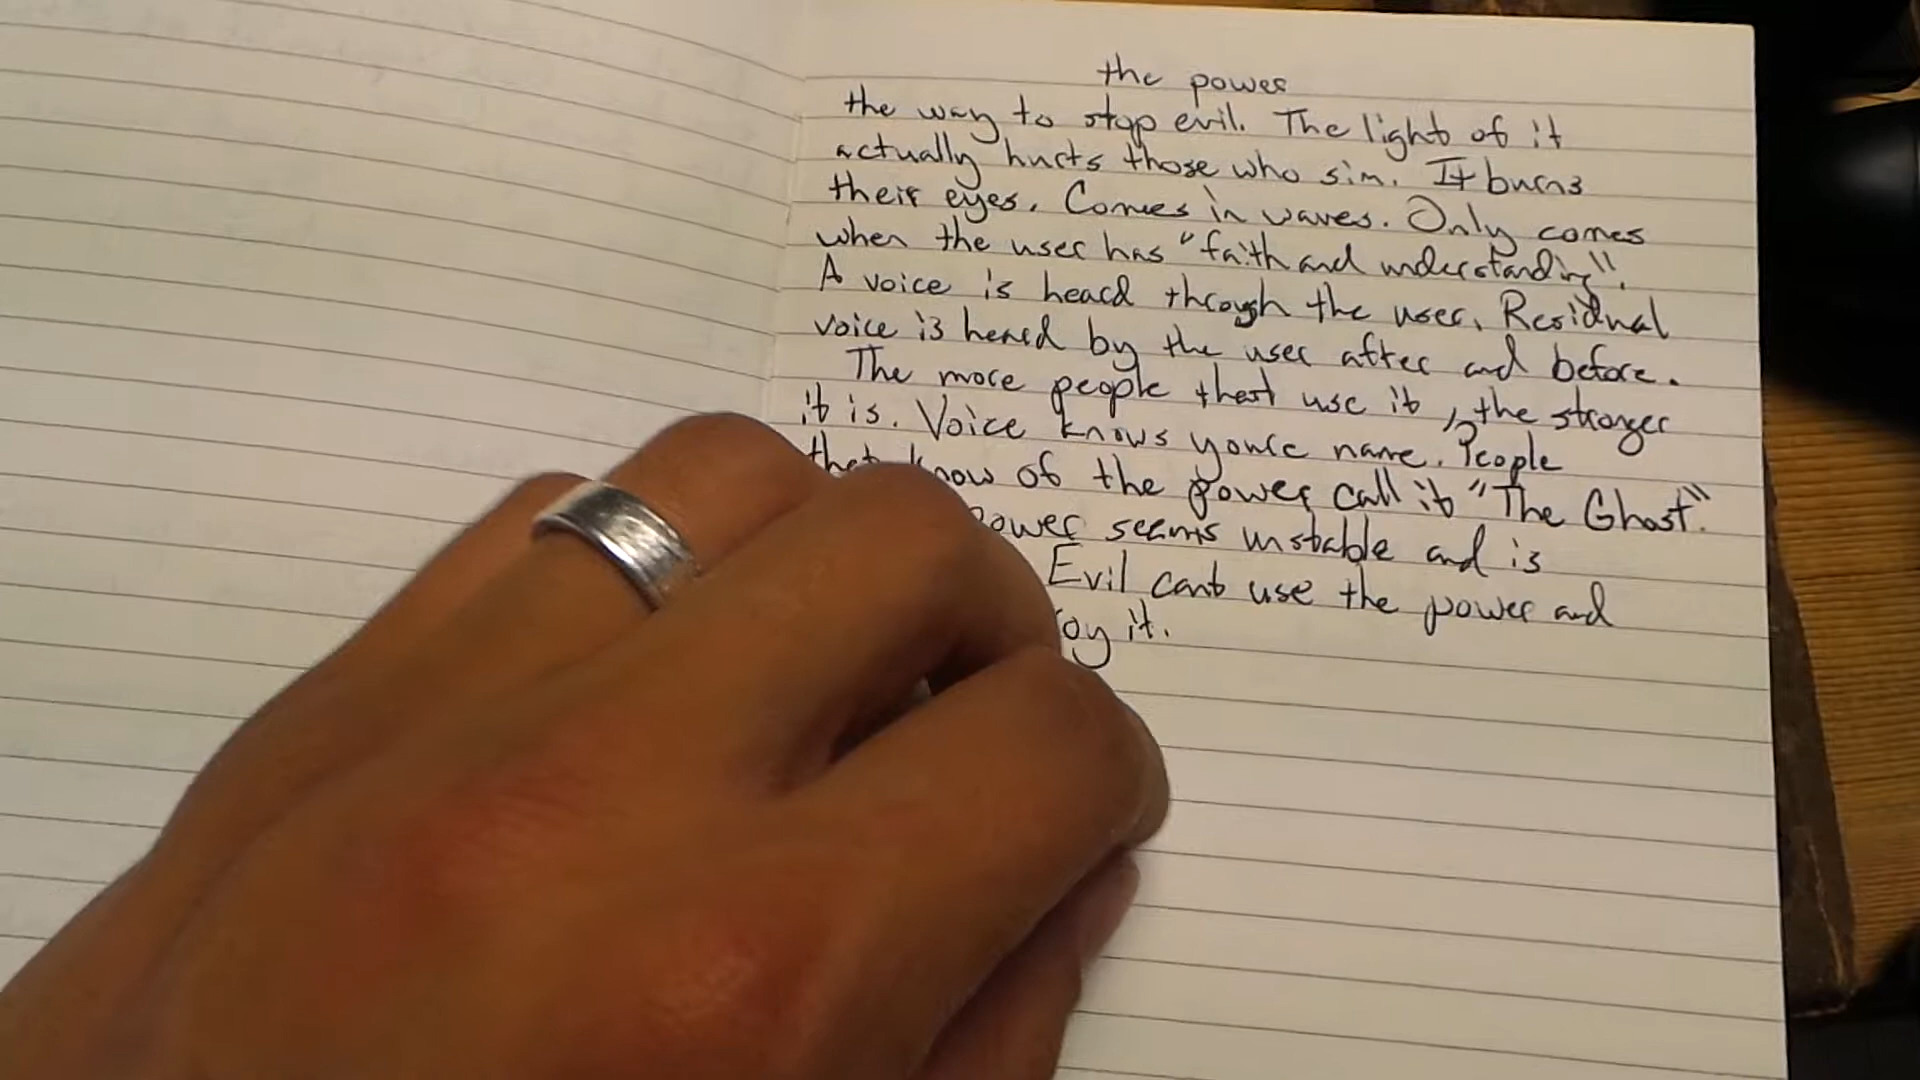 the power
the way to stop evil. The light of it
actually hurts those who sin. It burns
their eyes. Comes in waves. Only comes
when the user has "faith and understanding".
A voice is heard through the user. Residual
voice is heard by the user after and before.
The more people that use it, the stronger
it is. Voice knows youre name. People
that know of the power call it "The Ghost".
power seems unstable and is
Evil cant use the power and
oy it.